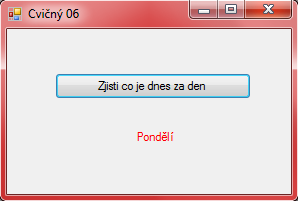 Cvičný 06
Zjisti co je dnes za den
Pondělí